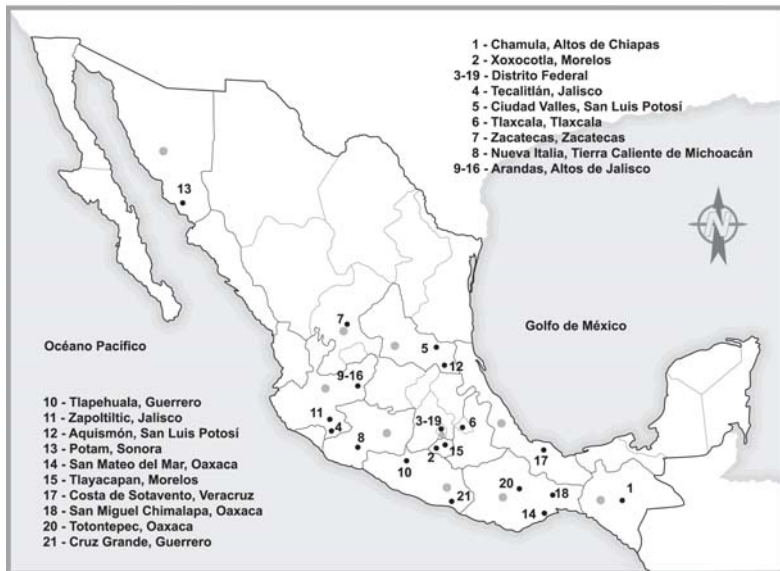 1 - Chamula, Altos de Chiapas
2 - Xoxocotla, Morelos
3-19 - Distrito Federal
4 - Tecalitlán, Jalisco
5 - Ciudad Valles, San Luis Potosí
6 - Tlaxcala, Tlaxcala
7 - Zacatecas, Zacatecas
8 - Nueva Italia, Tierra Caliente de Michoacán
9-16 - Arandas, Altos de Jalisco
13
N
7
Golfo de México
Océano Pacífico
5
12
9-16
10 - Tlapehuala, Guerrero
11 - Zapoltiltic, Jalisco
12 - Aquismón, San Luis Potosí
13 - Potam, Sonora
14 - San Mateo del Mar, Oaxaca
15 - Tlayacapan, Morelos
17 - Costa de Sotavento, Veracruz
18 - San Miguel Chimalapa, Oaxaca
20 - Totontepec, Oaxaca
21 - Cruz Grande, Guerrero
11
4
3-19
6
8
2
15
17
10
20
18
1
21
14